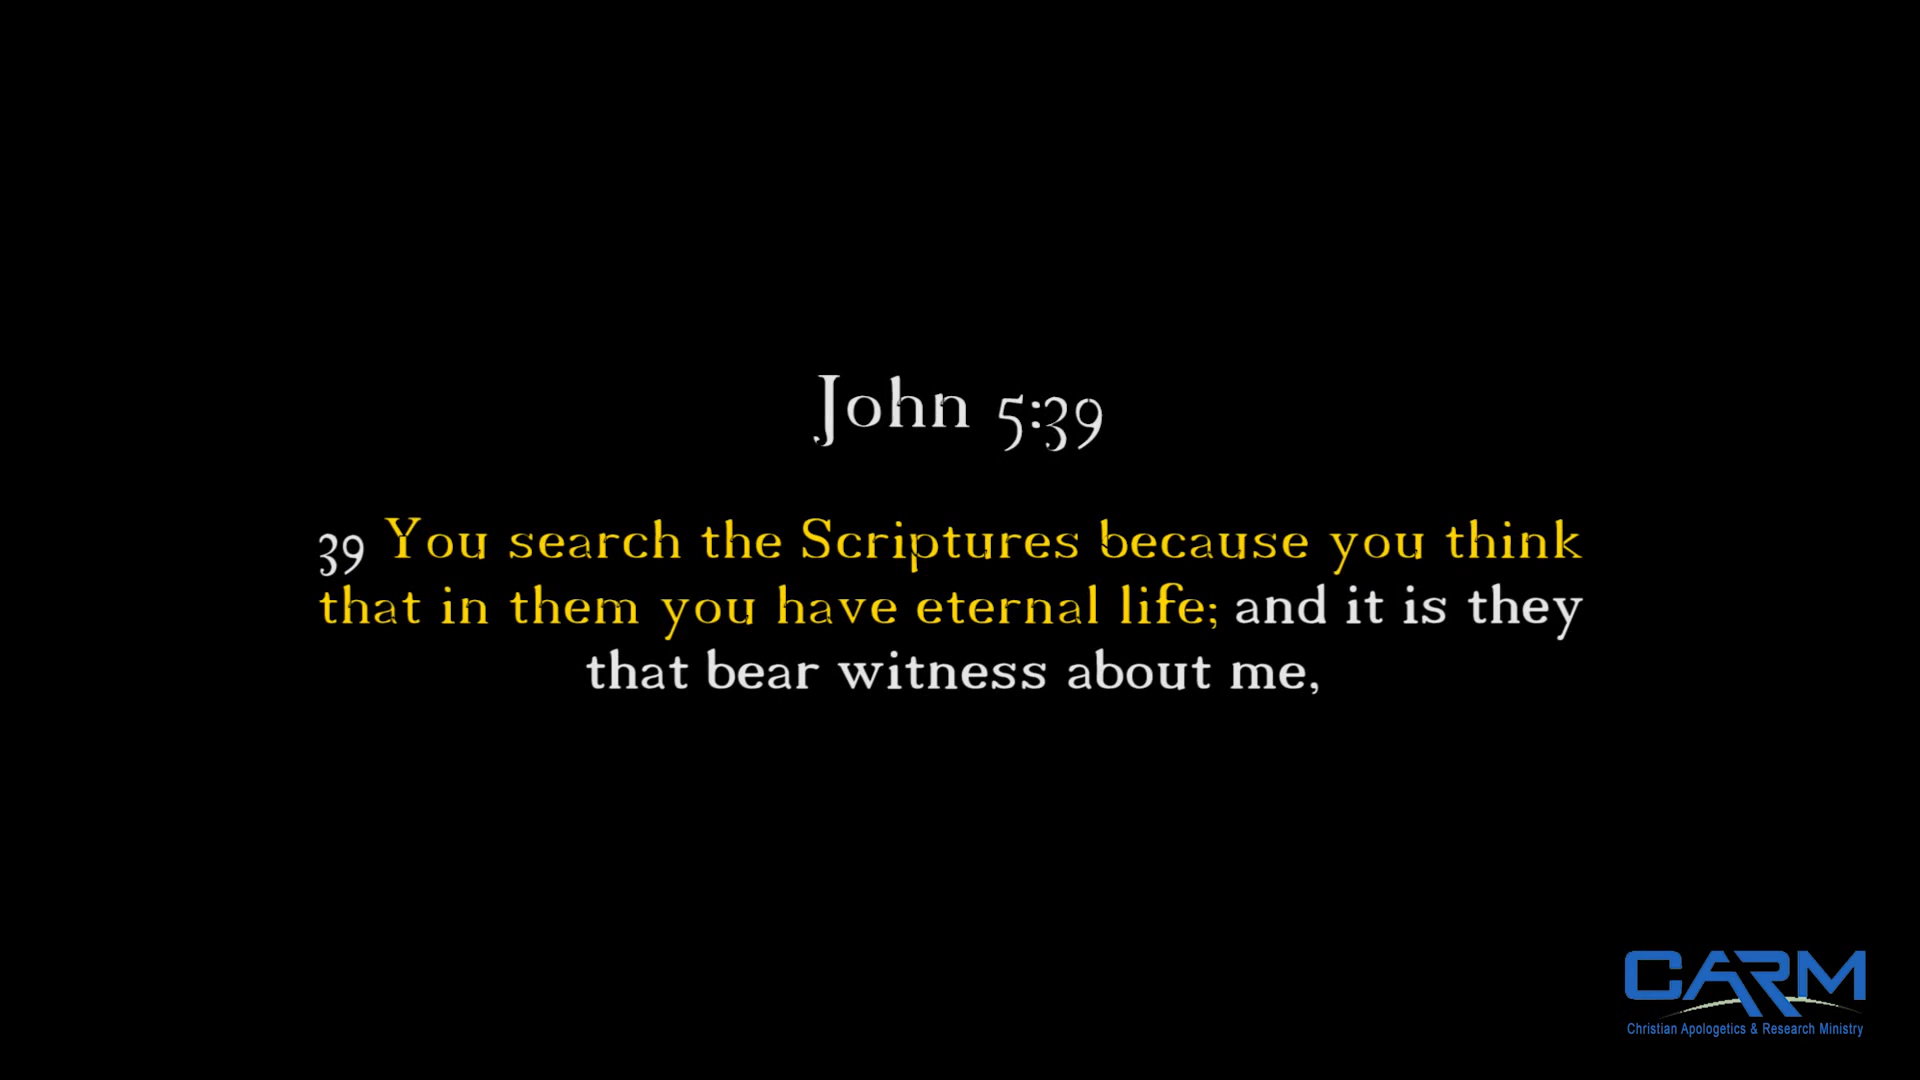 John 5:39
39 You search the Scriptures because you think
that in them you have eternal life; and it is they
that bear witness about me,
CARM
Christian Apologetics & Research Ministry